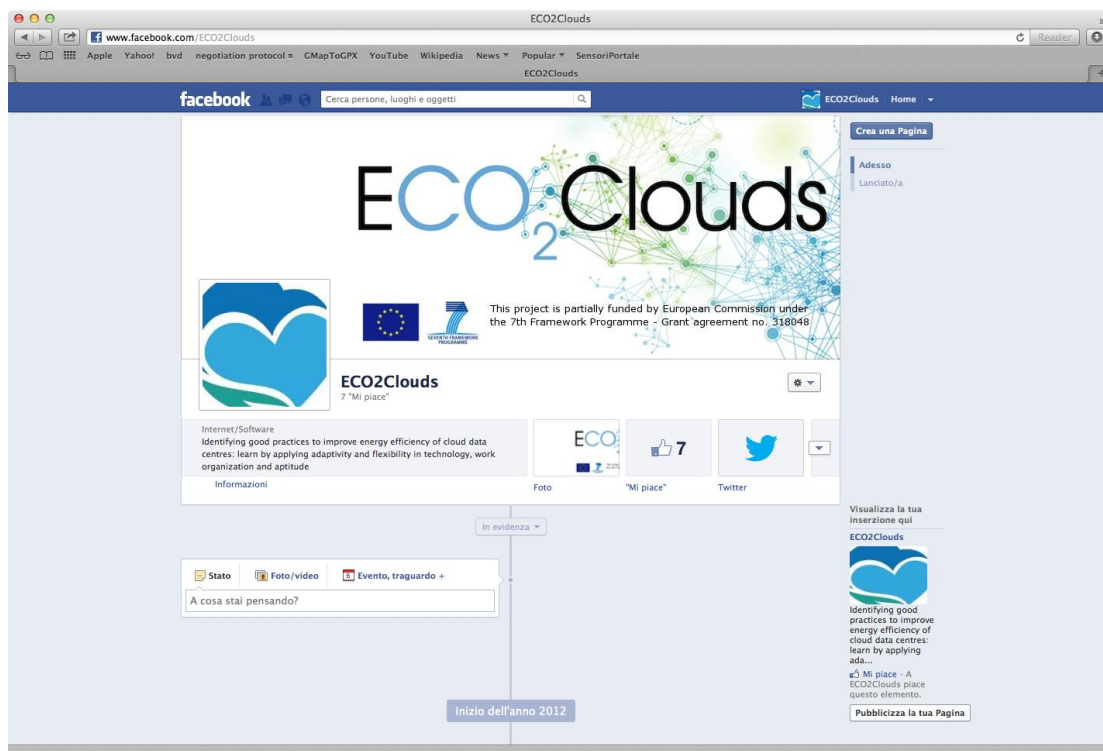 ECO2Clouds
www.facebook.com/ECO2Clouds
Reader
Apple Yahoo! bvd negotiation protocol = GMapToGPX YouTube Wikipedia News ▾ Popular ▾ SensoriPortale
ECO2Clouds
facebook
Cerca persone, luoghi e oggetti
ECO2Clouds Home
Crea una Pagina
Adesso
Lanciato/a
ECO2Clouds
This project is partially funded by European Commission under
the 7th Framework Programme - Grant agreement no. 318048
SEVENTH FRAMEWORK
PROGRAMME
ECO2Clouds
7 "Mi piace"
Internet/Software
Identifying good practices to improve energy efficiency of cloud data
centres: learn by applying adaptivity and flexibility in technology, work
organization and aptitude
Informazioni
ECO
7
Foto
"Mi piace"
Twitter
In evidenza
Stato Foto/video Evento, traguardo +
A cosa stai pensando?
Inizio dell'anno 2012
Visualizza la tua
inserzione qui
ECO2Clouds
Identifying good
practices to improve
energy efficiency of
cloud data centres:
learn by applying
ada...
Mi piace · A
ECO2Clouds piace
questo elemento.
Pubblicizza la tua Pagina